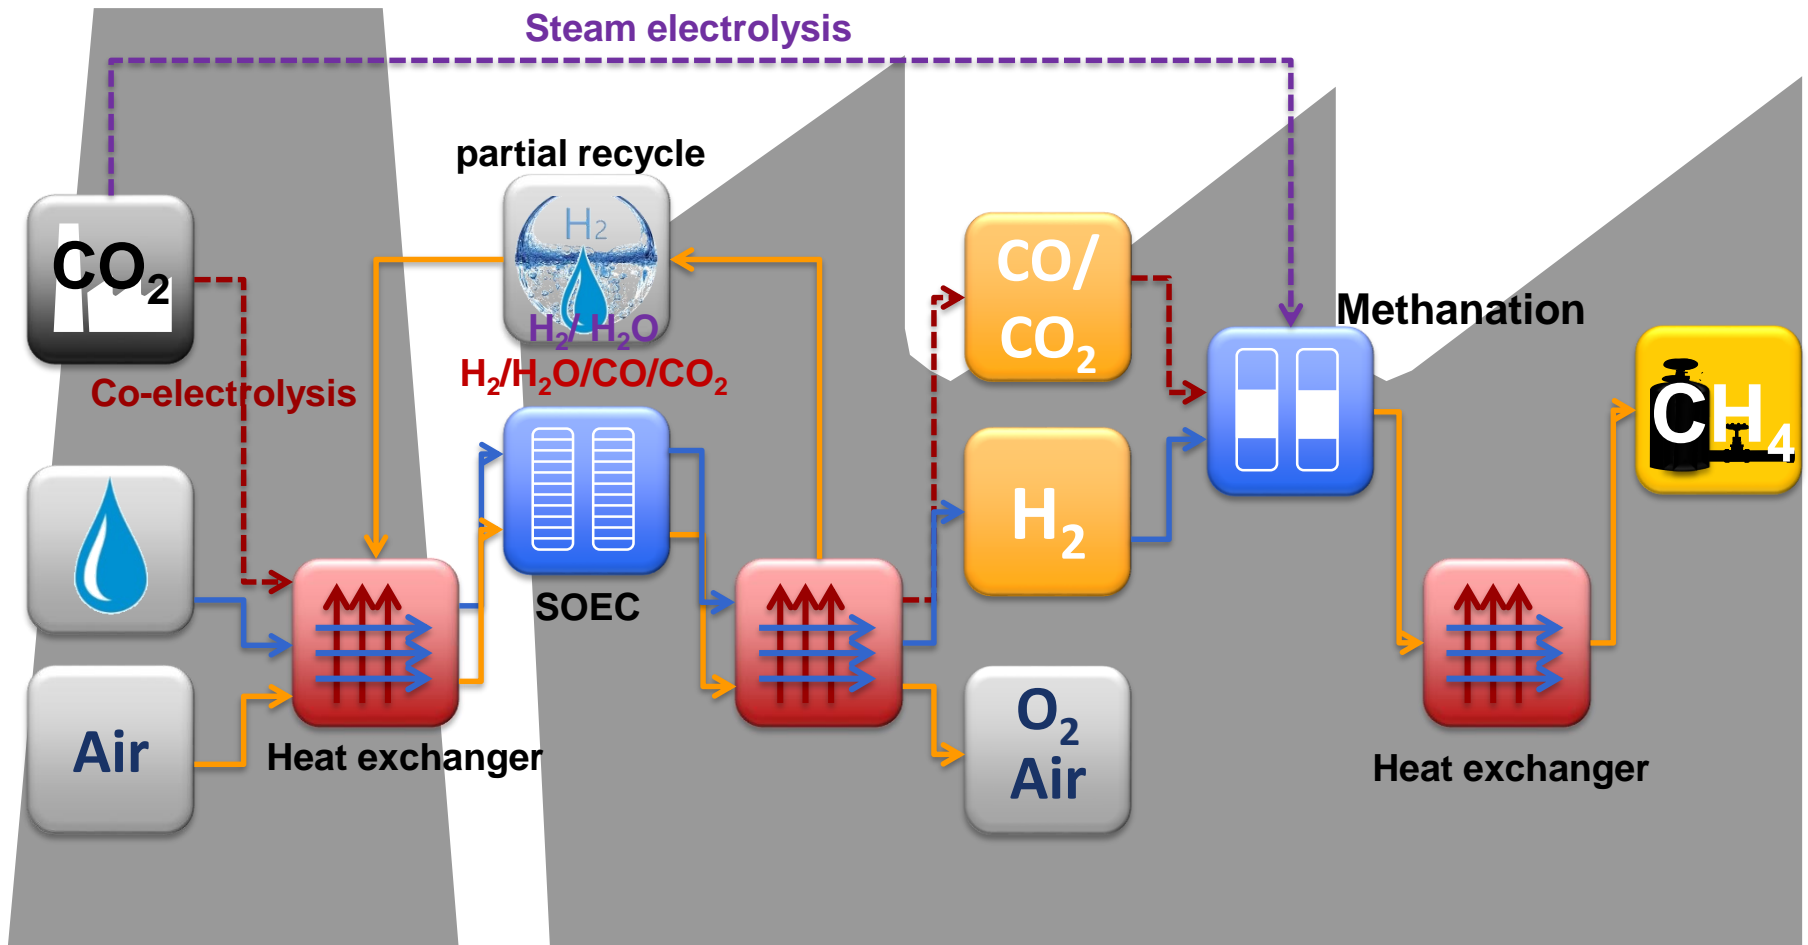 Steam electrolysis
partial recycle
H₂
CO₂
H₂/ H₂O
H₂/H₂O/CO/CO₂
Co-electrolysis
CO/
CO₂
Methanation
CH₄
H₂
SOEC
Air
Heat exchanger
O₂
Air
Heat exchanger